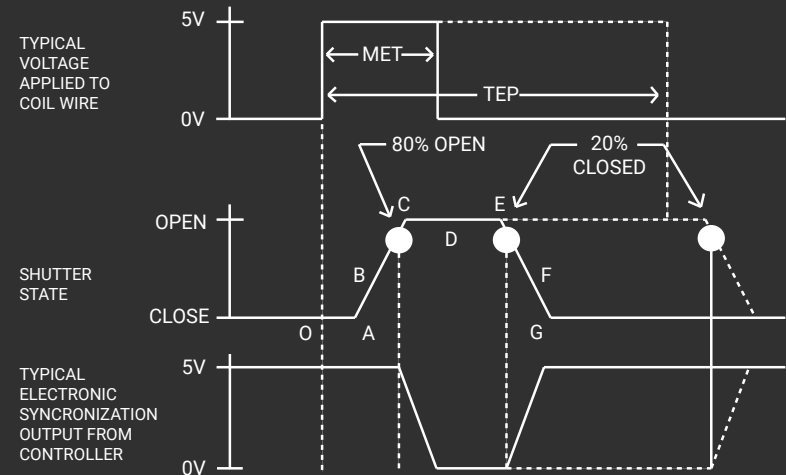 5V
TYPICAL
VOLTAGE
APPLIED TO
COIL WIRE
MET
TEP
0V
80% OPEN
20%
CLOSED
C
E
OPEN
D
SHUTTER
STATE
B
F
CLOSE
O
A
G
5V
TYPICAL
ELECTRONIC
SYNCRONIZATION
OUTPUT FROM
CONTROLLER
0V